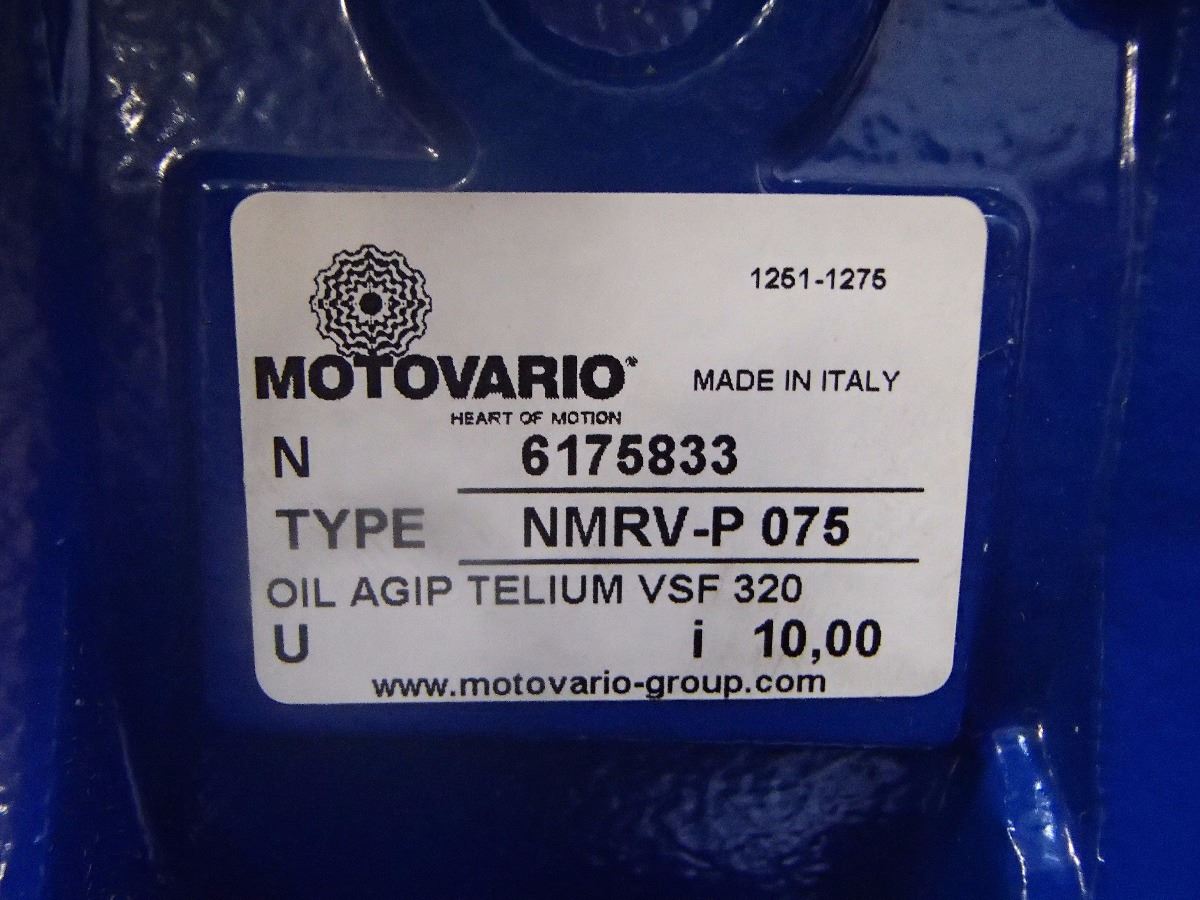 1251-1275
MOTOVARIO®
MADE IN ITALY
HEART OF MOTION
N 6175833
TYPE NMRV-P 075
OIL AGIP TELIUM VSF 320
U i 10,00
www.motovario-group.com